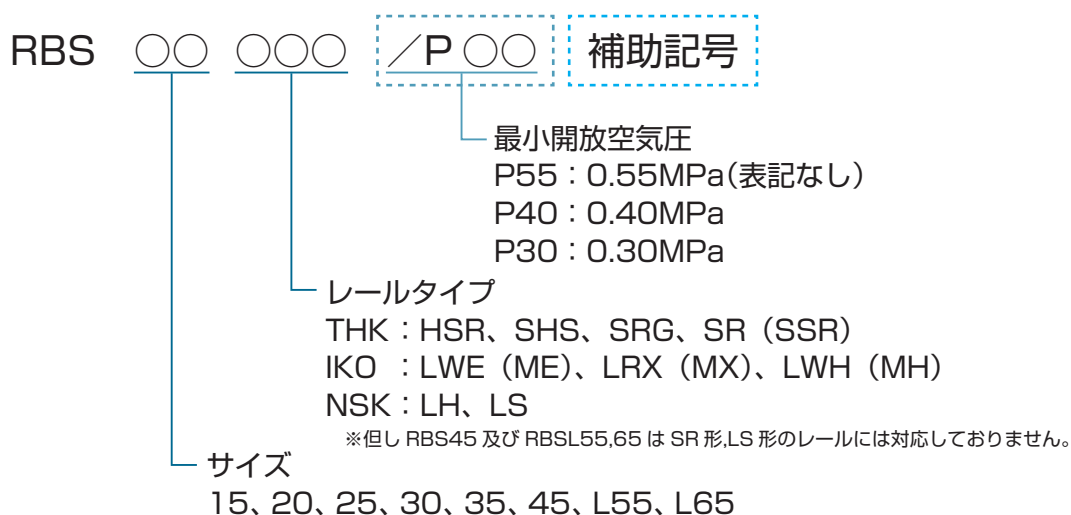 RBS ○○ ○○○ ／P○○ 補助記号
最小開放空気圧
P55：0.55MPa(表記なし)
P40：0.40MPa
P30：0.30MPa
レールタイプ
THK：HSR、SHS、SRG、SR（SSR）
IKO ：LWE（ME）、LRX（MX）、LWH（MH）
NSK：LH、LS
※但し RBS45 及び RBSL55,65 は SR 形,LS 形のレールには対応しておりません。
サイズ
15、20、25、30、35、45、L55、L65